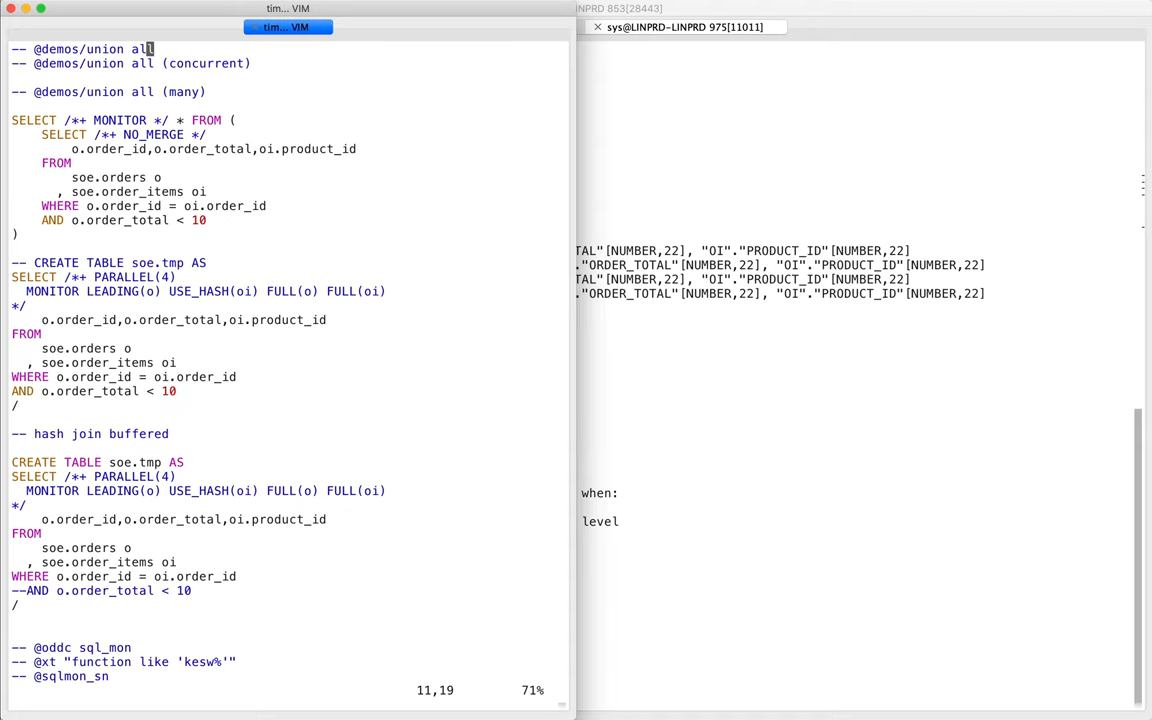 tim... VIM
INPRD 853[28443]
tim... VIM
sys@LINPRD-LINPRD 975[11011]
-- @demos/union all
-- @demos/union all (concurrent)
-- @demos/union all (many)
SELECT /*+ MONITOR */ * FROM (
SELECT /*+ NO_MERGE */
o.order_id,o.order_total,oi.product_id
FROM
soe.orders o
, soe.order_items oi
WHERE o.order_id = oi.order_id
AND o.order_total < 10
)
-- CREATE TABLE soe.tmp AS
SELECT /*+ PARALLEL(4)
MONITOR LEADING(o) USE_HASH(oi) FULL(o) FULL(oi)
*/
o.order_id,o.order_total,oi.product_id
FROM
soe.orders o
, soe.order_items oi
WHERE o.order_id = oi.order_id
AND o.order_total < 10
/
-- hash join buffered
CREATE TABLE soe.tmp AS
SELECT /*+ PARALLEL(4)
MONITOR LEADING(o) USE_HASH(oi) FULL(o) FULL(oi)
*/
o.order_id,o.order_total,oi.product_id
FROM
soe.orders o
, soe.order_items oi
WHERE o.order_id = oi.order_id
--AND o.order_total < 10
/
-- @oddc sql_mon
-- @xt "function like 'kesw%'"
-- @sqlmon_sn
11,19 71%
TAL"[NUMBER,22], "OI"."PRODUCT_ID"[NUMBER,22]
."ORDER_TOTAL"[NUMBER,22], "OI"."PRODUCT_ID"[NUMBER,22]
TAL"[NUMBER,22], "OI"."PRODUCT_ID"[NUMBER,22]
."ORDER_TOTAL"[NUMBER,22], "OI"."PRODUCT_ID"[NUMBER,22]
when:
level